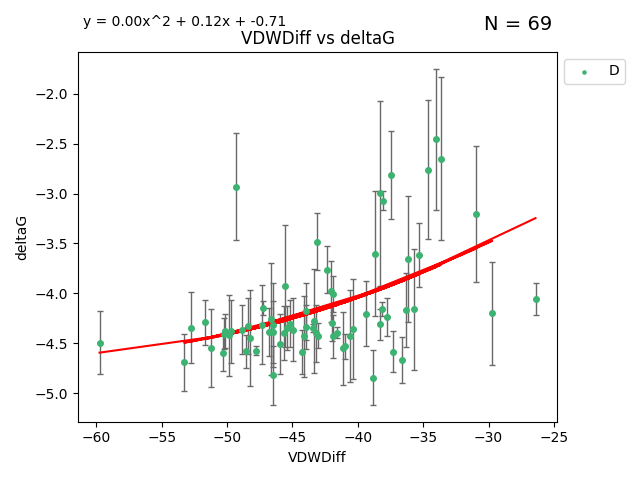 y = 0.00x^2 + 0.12x + -0.71
N = 69
VDWDiff vs deltaG
D
deltaG
−2.0
−2.5
−3.0
−3.5
−4.0
−4.5
−5.0
−60 −55 −50 −45 −40 −35 −30 −25
VDWDiff